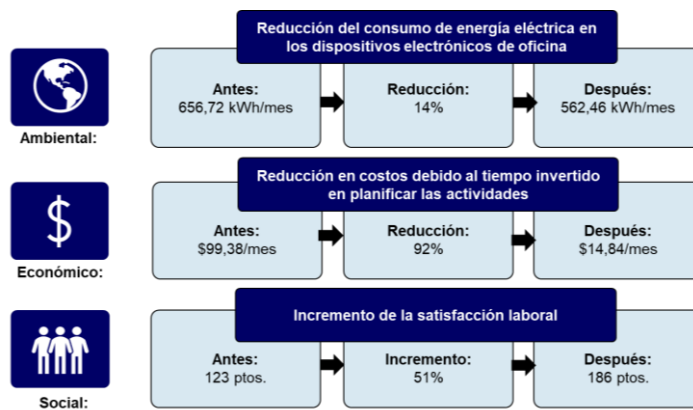 Reducción del consumo de energía eléctrica en
los dispositivos electrónicos de oficina
Antes:
656,72 kWh/mes
Reducción:
14%
Después:
562,46 kWh/mes
Ambiental:
Reducción en costos debido al tiempo invertido
en planificar las actividades
Antes:
$99,38/mes
Reducción:
92%
Después:
$14,84/mes
$
Económico:
Incremento de la satisfacción laboral
Antes:
123 ptos.
Incremento:
51%
Después:
186 ptos.
Social: